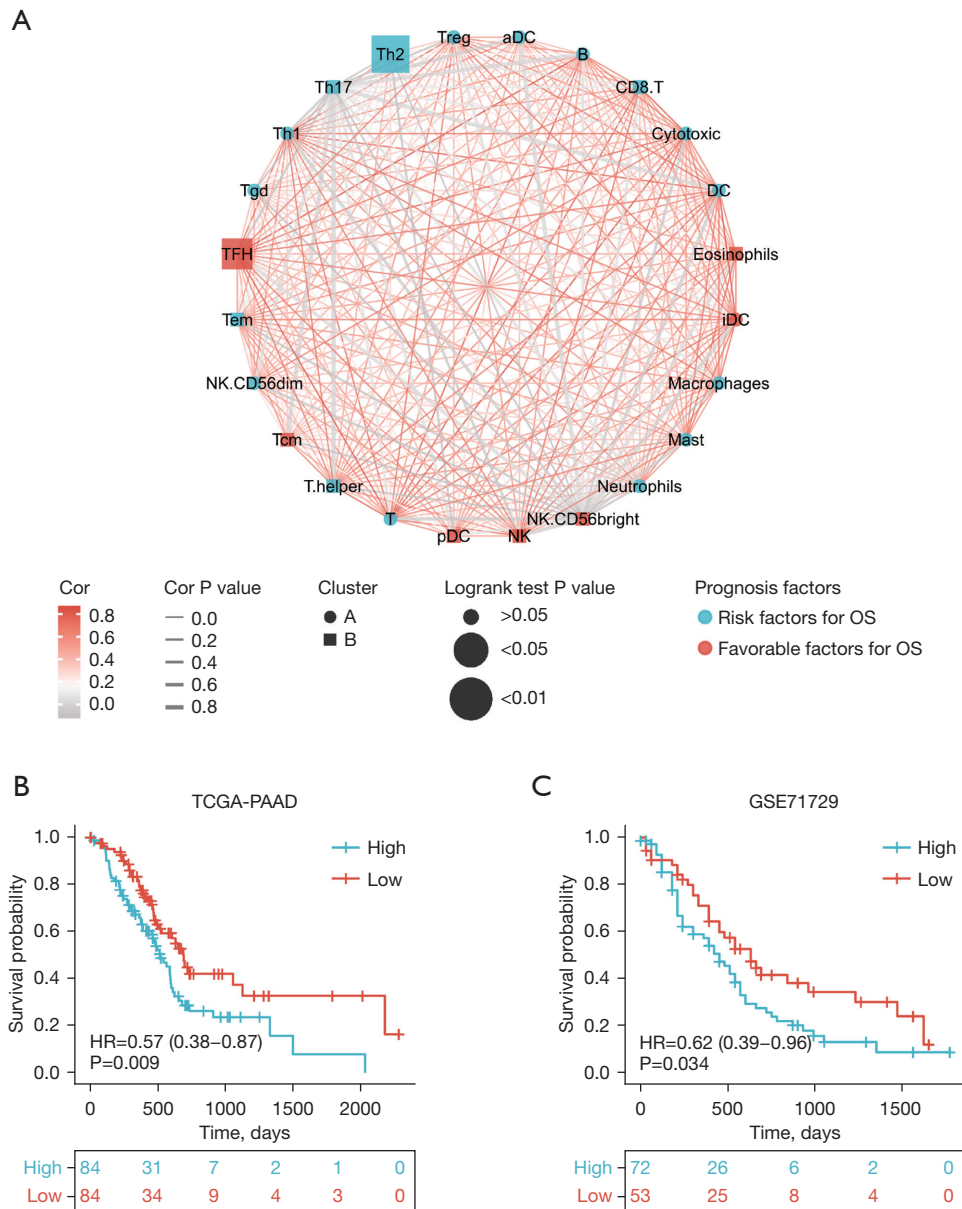 A
Treg
aDC
Th2
B
Th17
CD8.T
Th1
Cytotoxic
Tgd
DC
TFH
Eosinophils
Tem
iDC
NK.CD56dim
Macrophages
Tcm
Mast
T.helper
Neutrophils
T
pDC
NK
NK.CD56bright
Cor
0.8
0.6
0.4
0.2
0.0
Cor P value
0.0
0.2
0.4
0.6
0.8
Cluster
A
B
Logrank test P value
>0.05
<0.05
<0.01
Prognosis factors
Risk factors for OS
Favorable factors for OS
B
TCGA-PAAD
Survival probability
1.0
0.8
0.6
0.4
0.2
0.0
High
Low
HR=0.57 (0.38–0.87)
P=0.009
0 500 1000 1500 2000
Time, days
High 84 31 7 2 1 0
Low 84 34 9 4 3 0
C
GSE71729
Survival probability
1.0
0.8
0.6
0.4
0.2
0.0
High
Low
HR=0.62 (0.39–0.96)
P=0.034
0 500 1000 1500
Time, days
High 72 26 6 2 0
Low 53 25 8 4 0